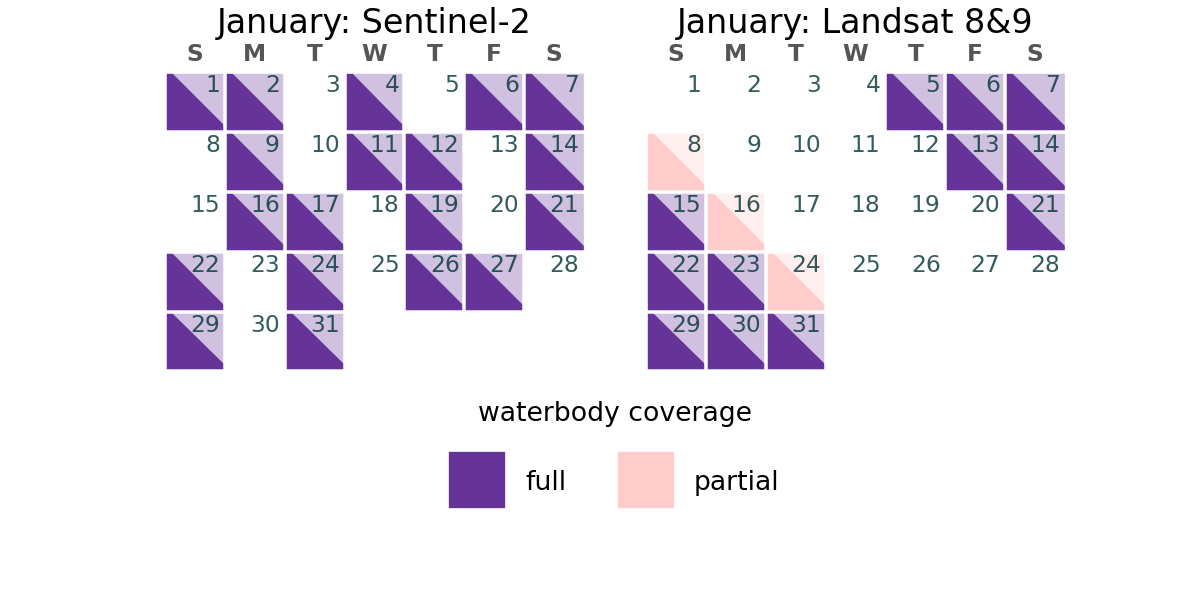 January: Sentinel-2
S M T W T F S
1 2 3 4 5 6 7
8 9 10 11 12 13 14
15 16 17 18 19 20 21
22 23 24 25 26 27 28
29 30 31
January: Landsat 8&9
S M T W T F S
1 2 3 4 5 6 7
8 9 10 11 12 13 14
15 16 17 18 19 20 21
22 23 24 25 26 27 28
29 30 31
waterbody coverage
full partial